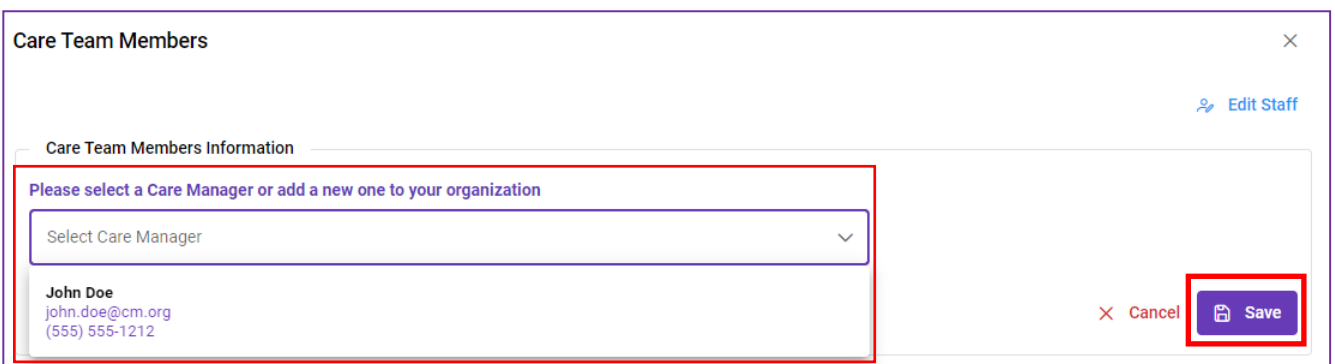 Care Team Members
Edit Staff
Care Team Members Information
Please select a Care Manager or add a new one to your organization
Select Care Manager
John Doe
john.doe@cm.org
(555) 555-1212
Cancel
Save